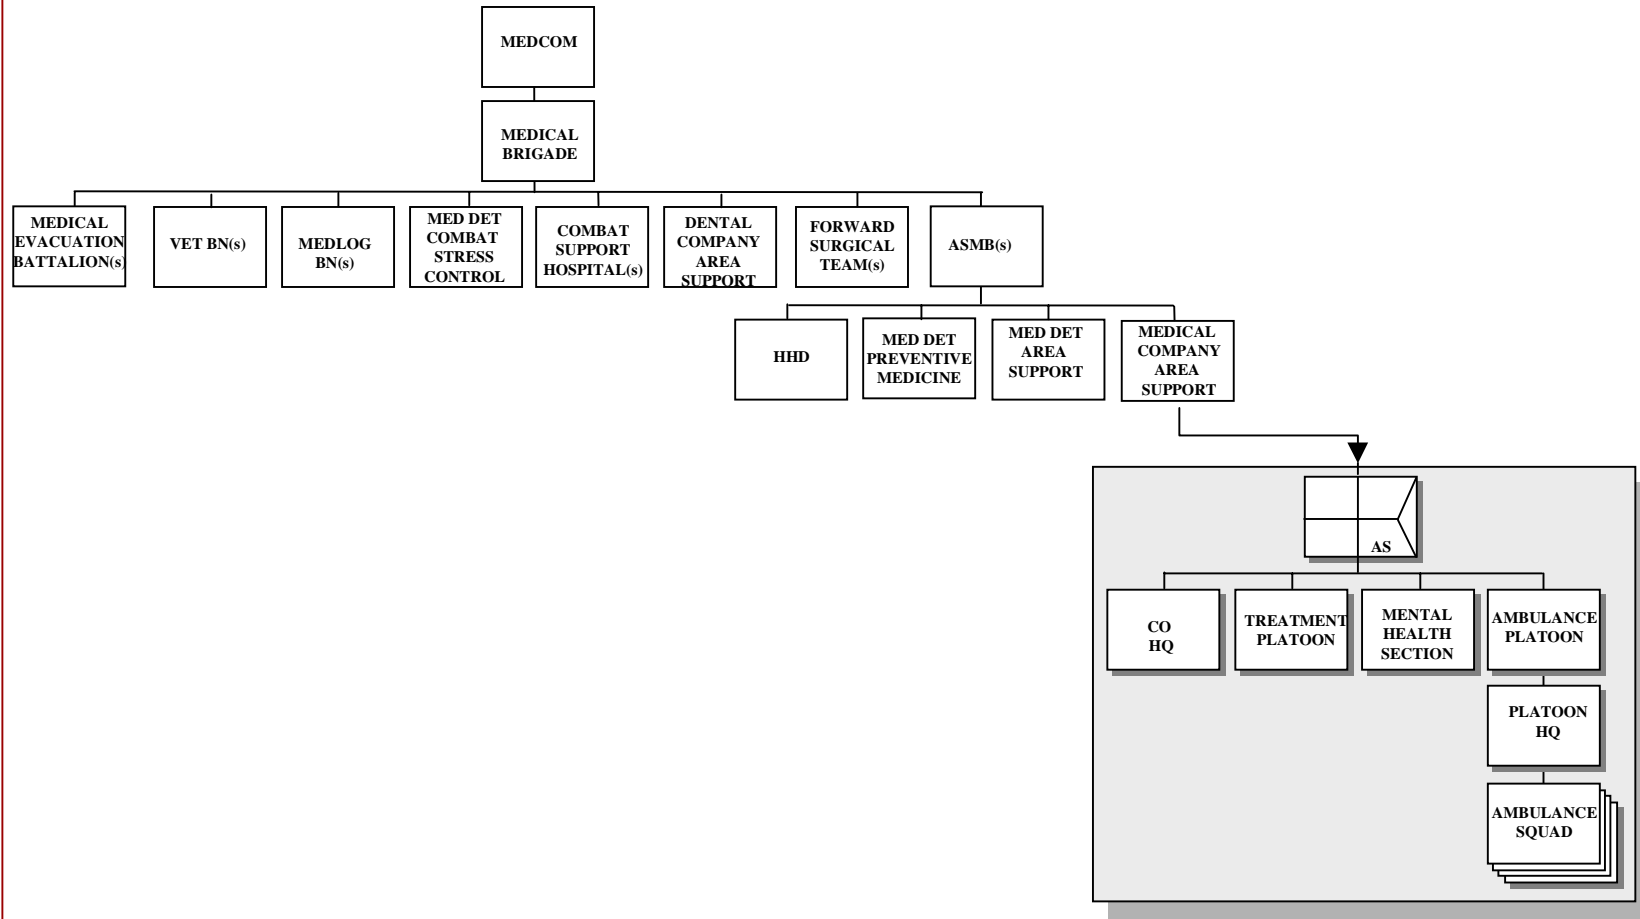 MEDCOM
MEDICAL
BRIGADE
MEDICAL
EVACUATION
BATTALION(s)
VET BN(s)
MEDLOG
BN(s)
MED DET
COMBAT
STRESS
CONTROL
COMBAT
SUPPORT
HOSPITAL(s)
DENTAL
COMPANY
AREA
SUPPORT
FORWARD
SURGICAL
TEAM(s)
ASMB(s)
HHD
MED DET
PREVENTIVE
MEDICINE
MED DET
AREA
SUPPORT
MEDICAL
COMPANY
AREA
SUPPORT
AS
CO
HQ
TREATMENT
PLATOON
MENTAL
HEALTH
SECTION
AMBULANCE
PLATOON
PLATOON
HQ
AMBULANCE
SQUAD